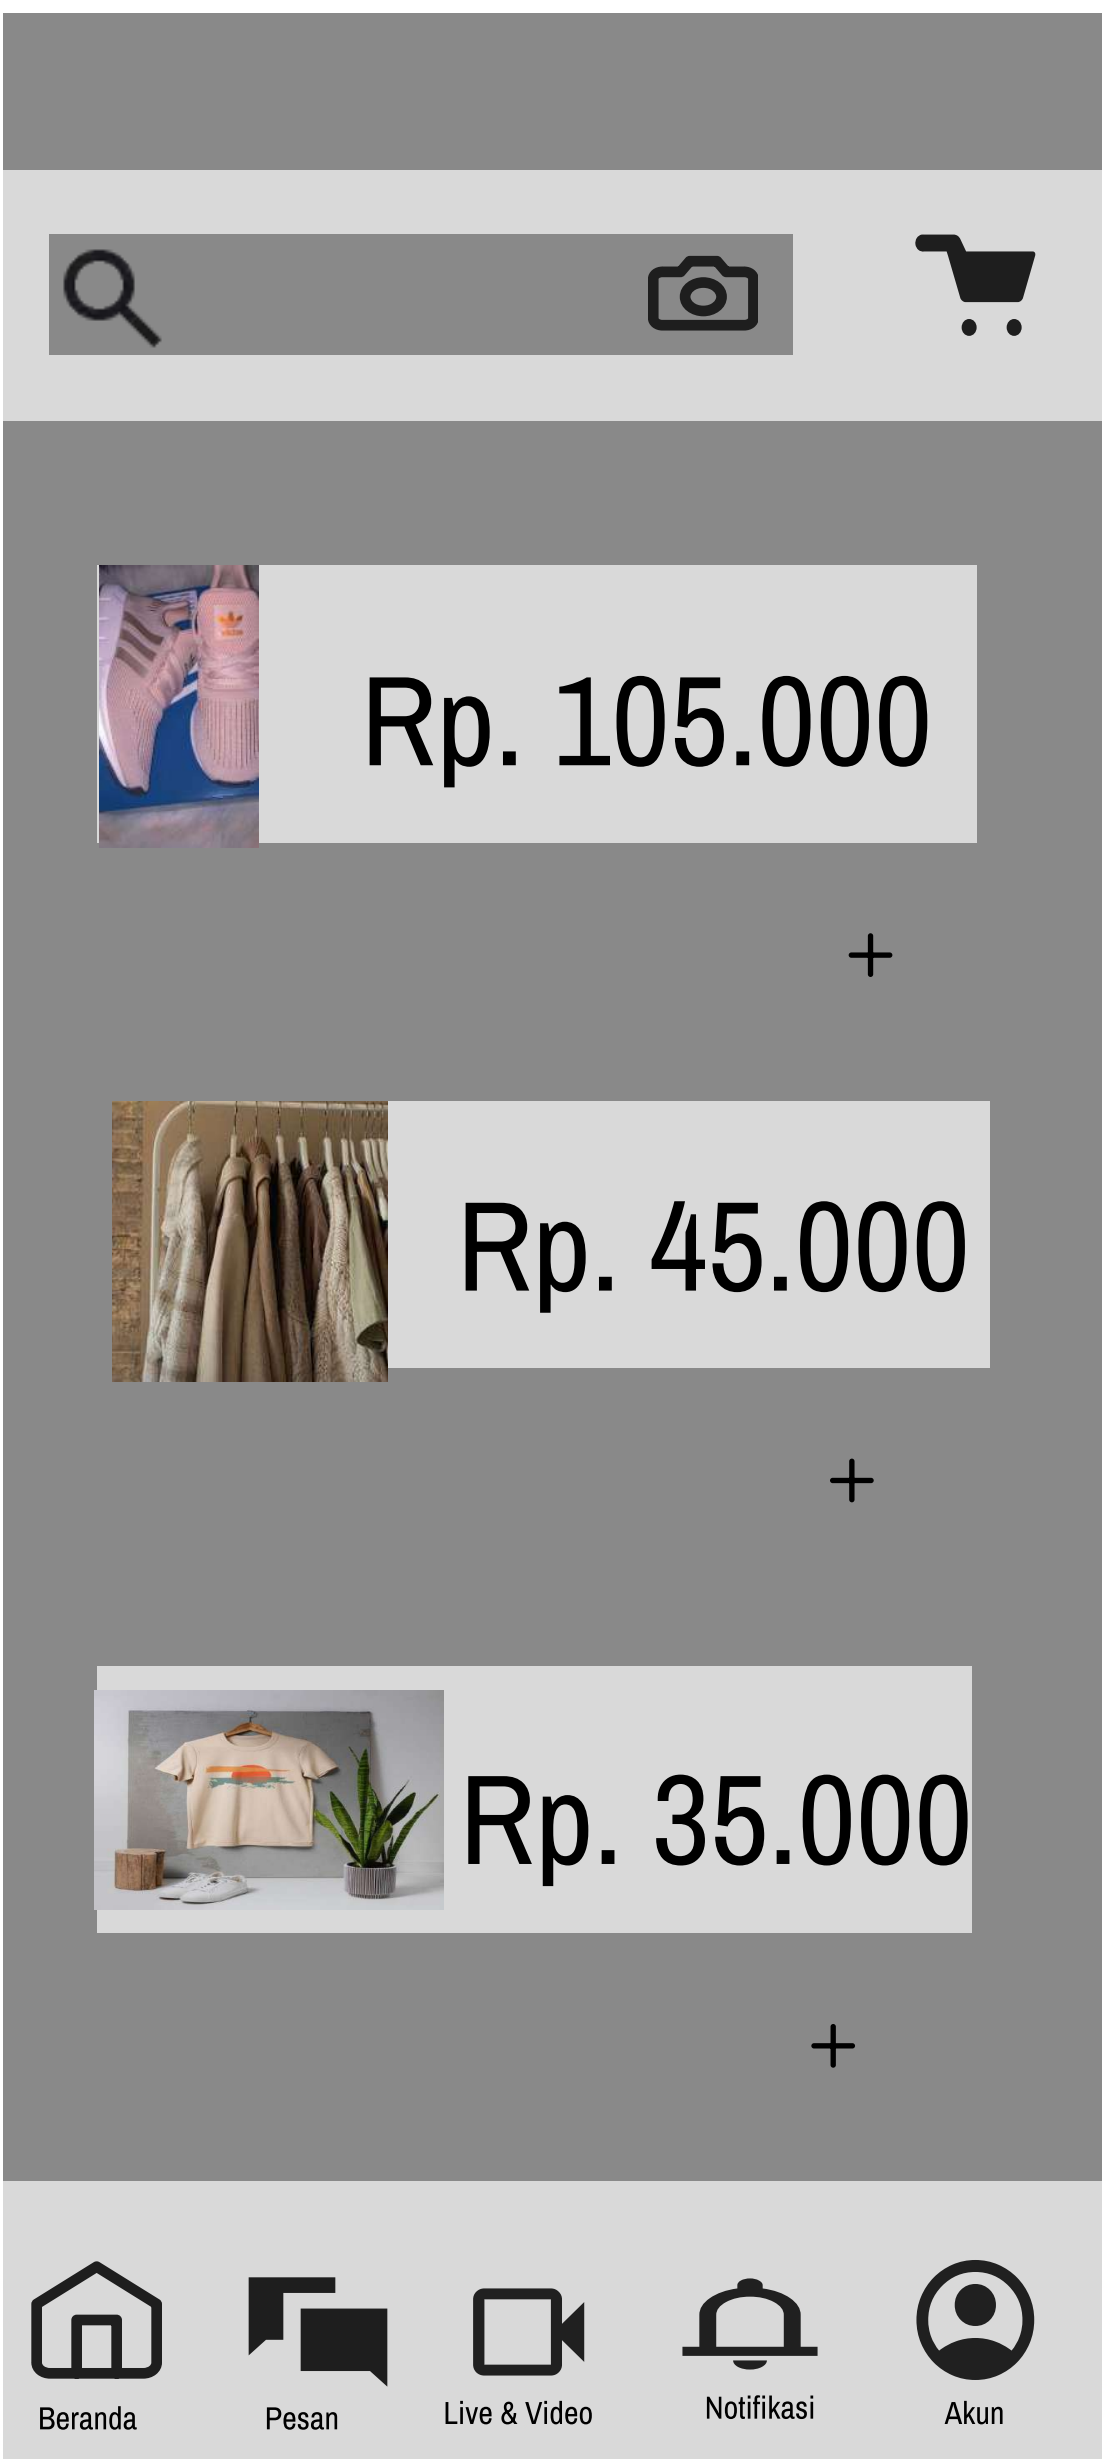 Rp. 105.000
Rp. 45.000
Rp. 35.000
Beranda
Pesan
Live & Video
Notifikasi
Akun